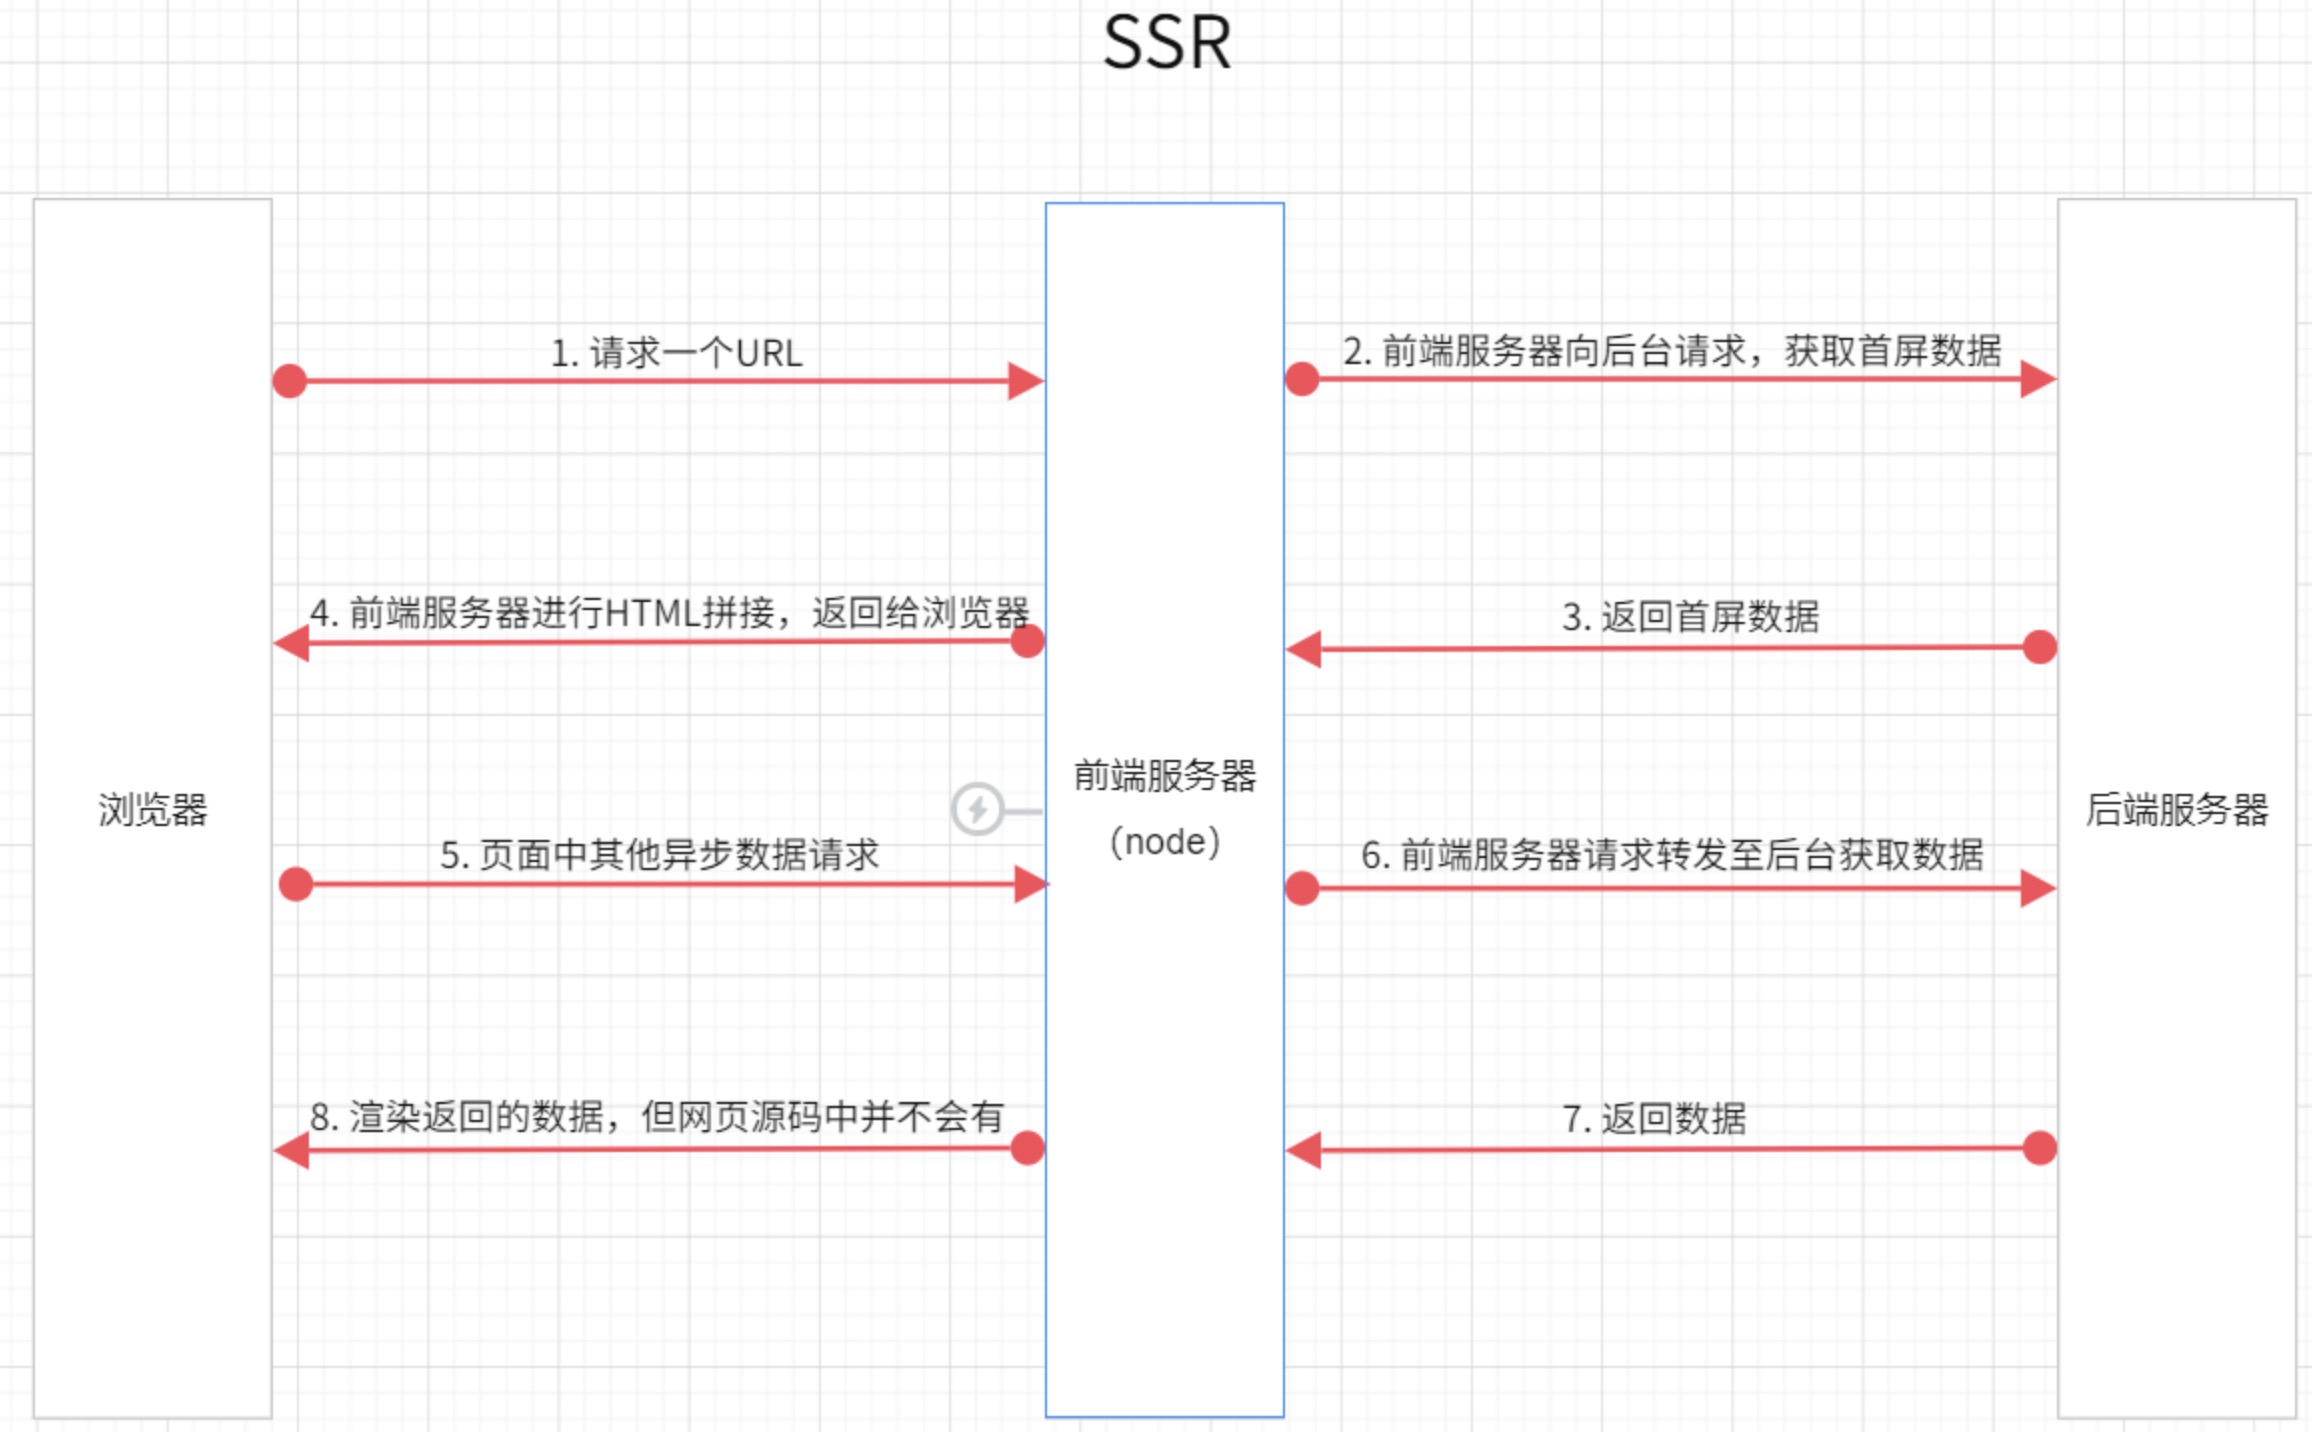 SSR
1. 请求一个URL
2. 前端服务器向后台请求，获取首屏数据
4. 前端服务器进行HTML拼接，返回给浏览器
3. 返回首屏数据
浏览器
前端服务器
（node）
后端服务器
5. 页面中其他异步数据请求
6. 前端服务器请求转发至后台获取数据
8. 渲染返回的数据，但网页源码中并不会有
7. 返回数据